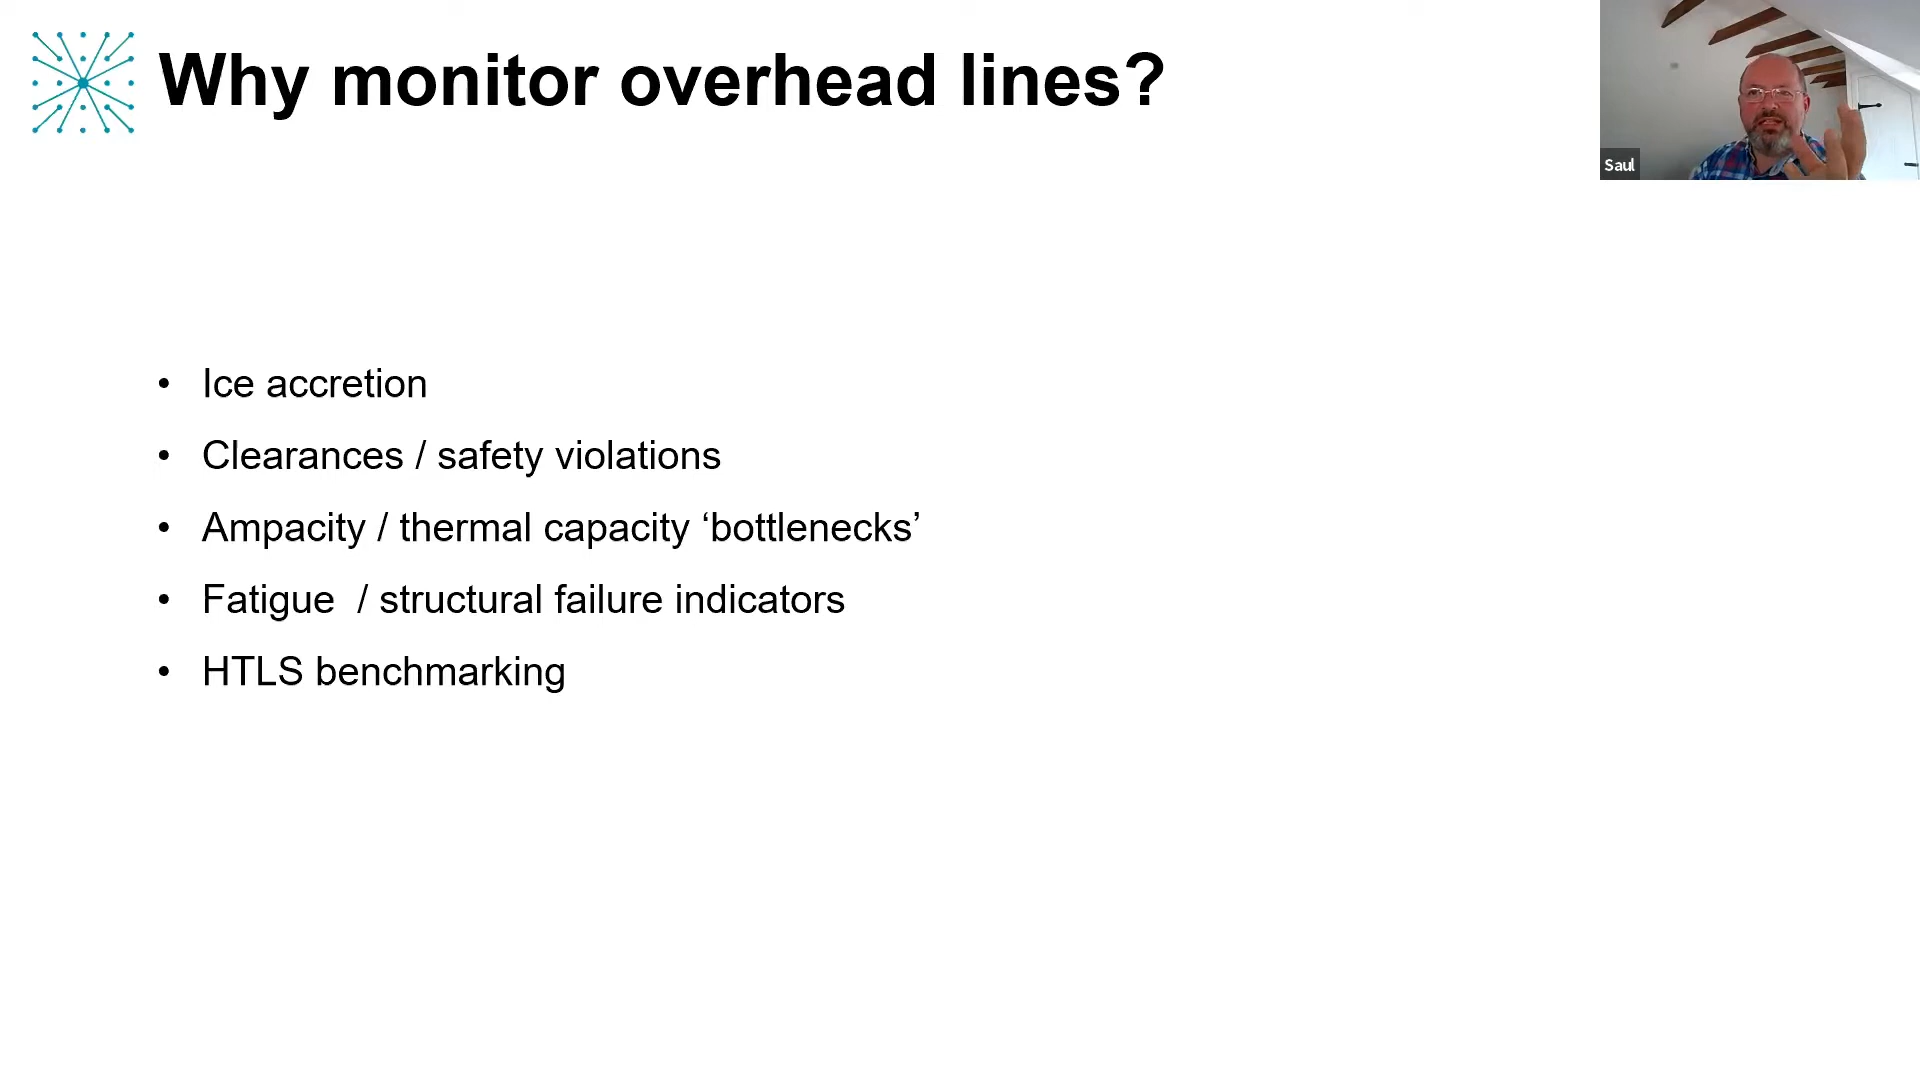 Why monitor overhead lines?
Saul
• Ice accretion
• Clearances / safety violations
• Ampacity / thermal capacity ‘bottlenecks’
• Fatigue  / structural failure indicators
• HTLS benchmarking